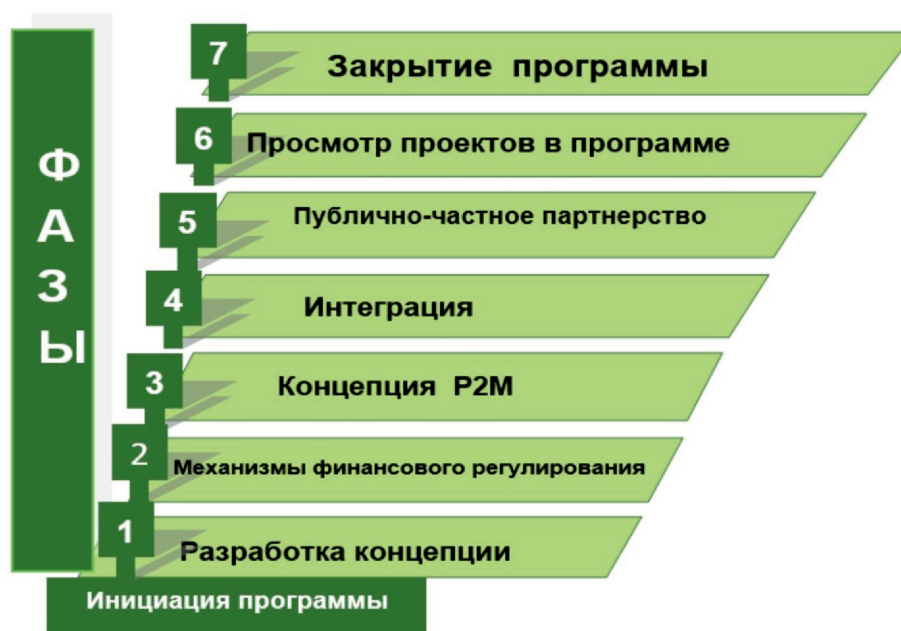 ФАЗЫ
7
Закрытие программы
6
Просмотр проектов в программе
5
Публично-частное партнерство
4
Интеграция
3
Концепция Р2М
2
Механизмы финансового регулирования
1
Разработка концепции
Инициация программы